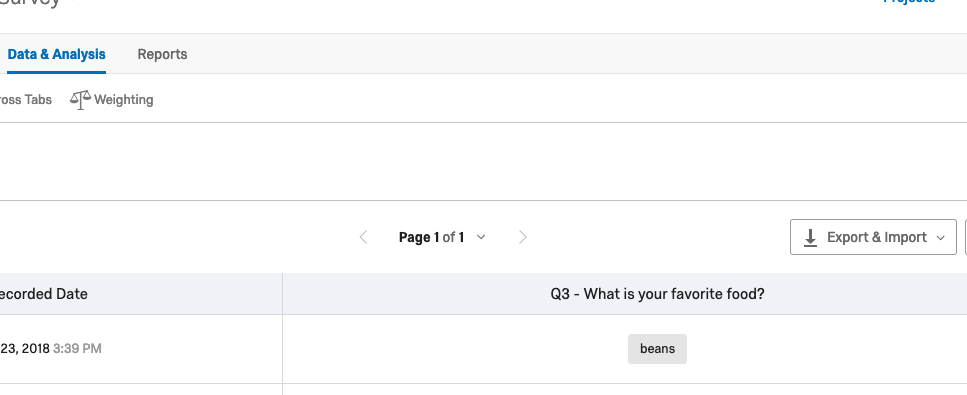 Survey
Projects
Data & Analysis Reports
ross Tabs Weighting
Page 1 of 1
Export & Import
ecorded Date Q3 - What is your favorite food?
23, 2018 3:39 PM beans